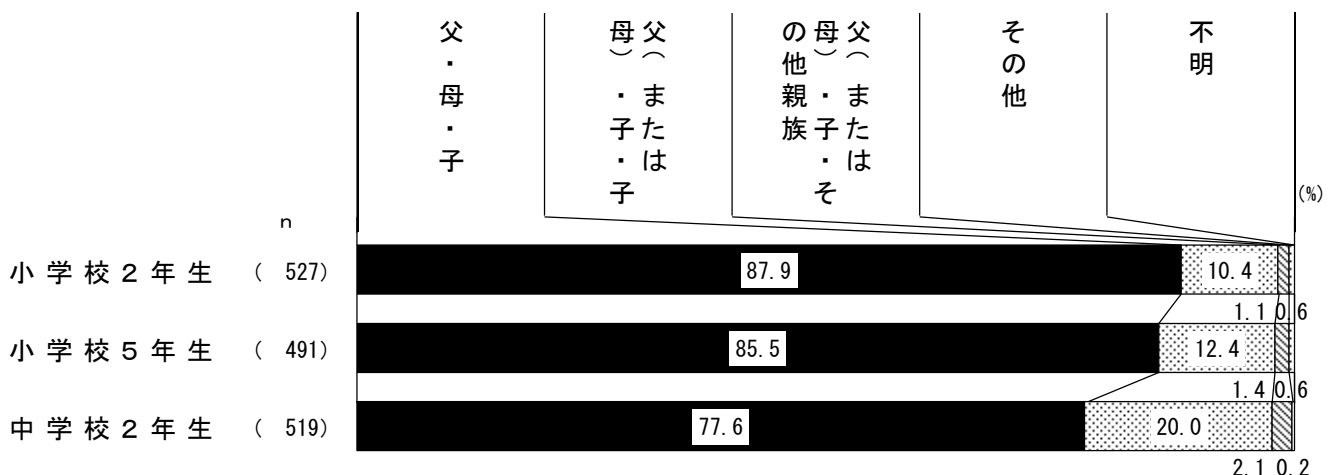 父・母・子
父（または
母）・子・子
父（または
母）・子・そ
の他親族
その他
不明
(%)
n
小学校2年生 ( 527)
87.9
10.4
1.1 0.6
小学校5年生 ( 491)
85.5
12.4
1.4 0.6
中学校2年生 ( 519)
77.6
20.0
2.1 0.2